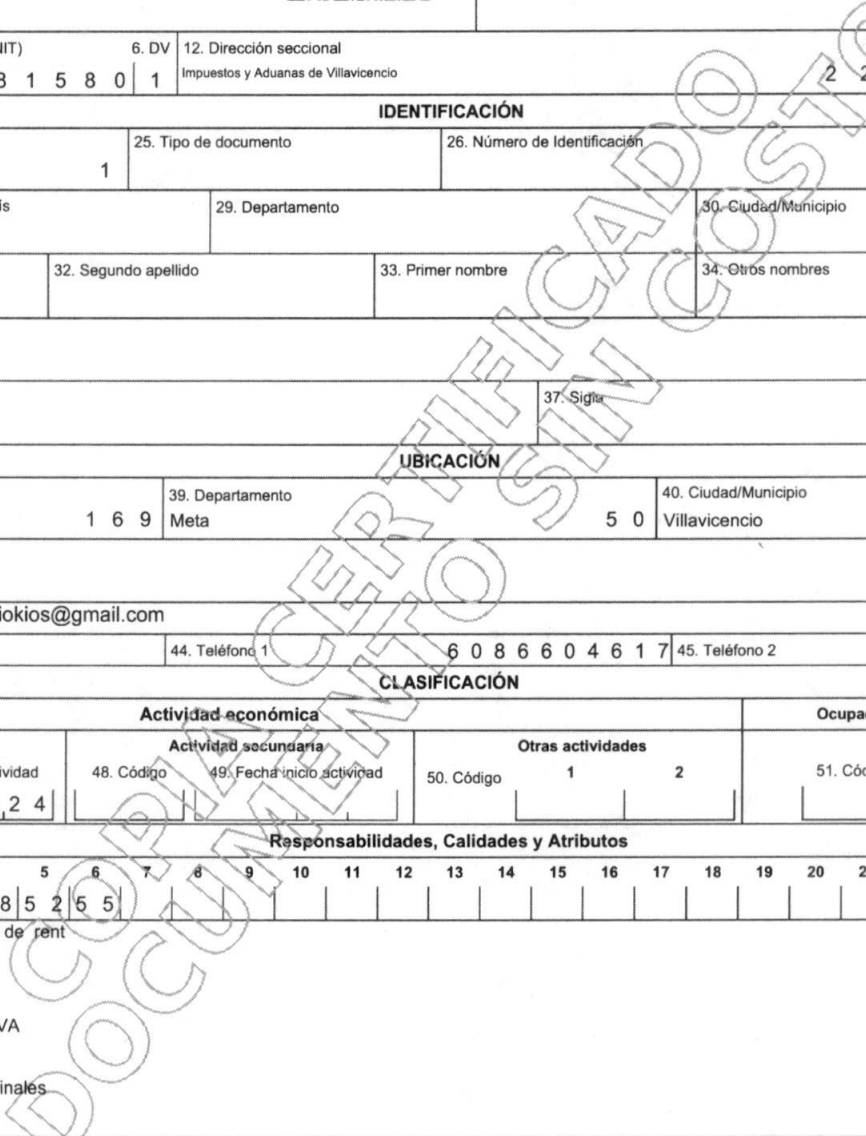 NIT) 6. DV 12. Dirección seccional
8 1 5 8 0 1 Impuestos y Aduanas de Villavicencio 2 2
IDENTIFICACIÓN
25. Tipo de documento 26. Número de Identificación
1
29. Departamento 30. Ciudad/Municipio
32. Segundo apellido 33. Primer nombre 34. Otros nombres
37. Sigla
UBICACIÓN
39. Departamento 40. Ciudad/Municipio
1 6 9 Meta 5 0 Villavicencio
iokios@gmail.com
44. Teléfono 1 6 0 8 6 6 0 4 6 1 7 45. Teléfono 2
CLASIFICACIÓN
Actividad económica Ocupa
Actividad secundaria Otras actividades
vidad 48. Código 49. Fecha inicio actividad 50. Código 1 2 51. Cód
2 4
Responsabilidades, Calidades y Atributos
5 6 7 8 9 10 11 12 13 14 15 16 17 18 19 20 2
8 5 2 5 5
de rent
VA
inales
COPIA CERTIFICADO
DOCUMENTO SIN COSTO